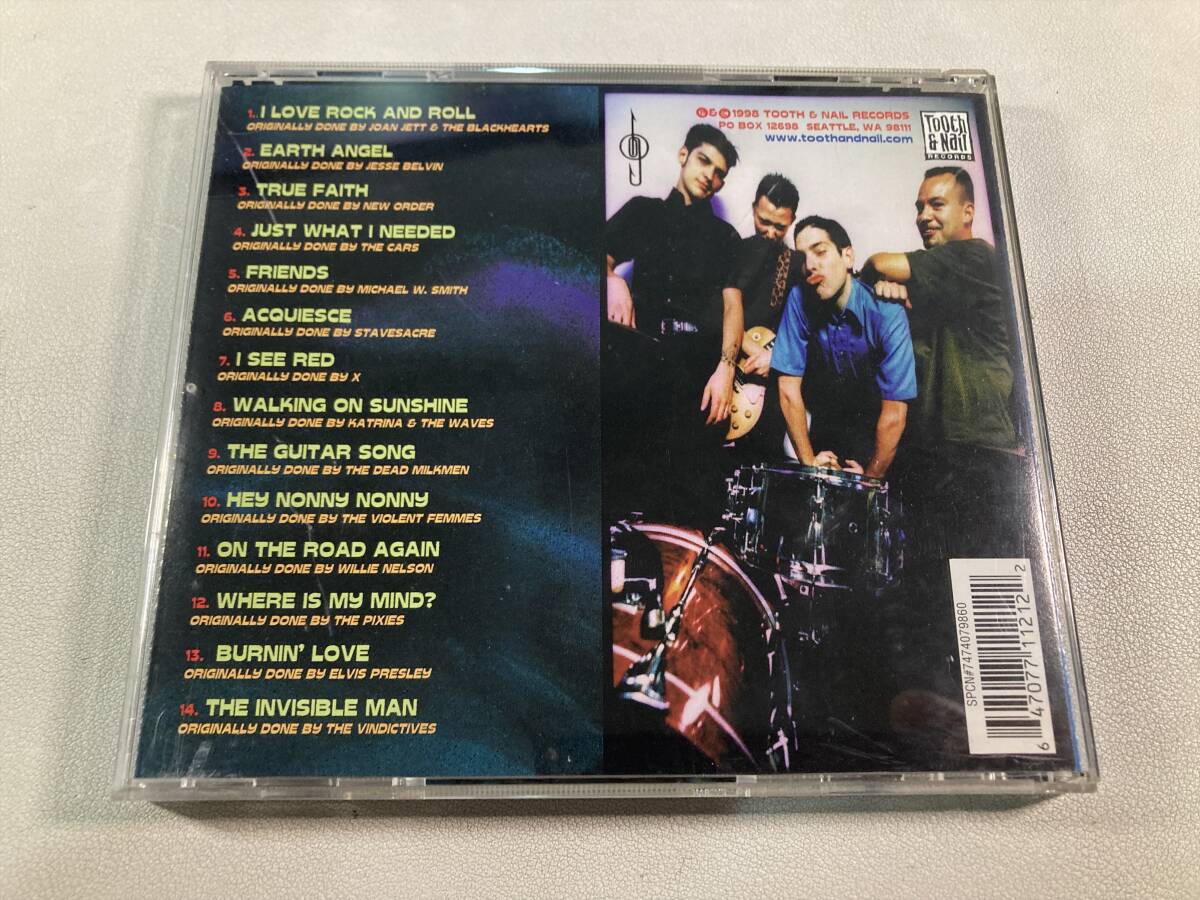 1. I LOVE ROCK AND ROLL
ORIGINALLY DONE BY JOAN JETT & THE BLACKHEARTS
2. EARTH ANGEL
ORIGINALLY DONE BY JESSE BELVIN
3. TRUE FAITH
ORIGINALLY DONE BY NEW ORDER
4. JUST WHAT I NEEDED
ORIGINALLY DONE BY THE CARS
5. FRIENDS
ORIGINALLY DONE BY MICHAEL W. SMITH
6. ACQUIESCE
ORIGINALLY DONE BY STAVESACRE
7. I SEE RED
ORIGINALLY DONE BY X
8. WALKING ON SUNSHINE
ORIGINALLY DONE BY KATRINA & THE WAVES
9. THE GUITAR SONG
ORIGINALLY DONE BY THE DEAD MILKMEN
10. HEY NONNY NONNY
ORIGINALLY DONE BY THE VIOLENT FEMMES
11. ON THE ROAD AGAIN
ORIGINALLY DONE BY WILLIE NELSON
12. WHERE IS MY MIND?
ORIGINALLY DONE BY THE PIXIES
13. BURNIN' LOVE
ORIGINALLY DONE BY ELVIS PRESLEY
14. THE INVISIBLE MAN
ORIGINALLY DONE BY THE VINDICTIVES
℗ & © 1998 TOOTH & NAIL RECORDS
PO BOX 12698 SEATTLE, WA 98111
www.toothandnail.com
Tooth
& Nail
RECORDS
SPCN#7474079860
6 47077 11212 2